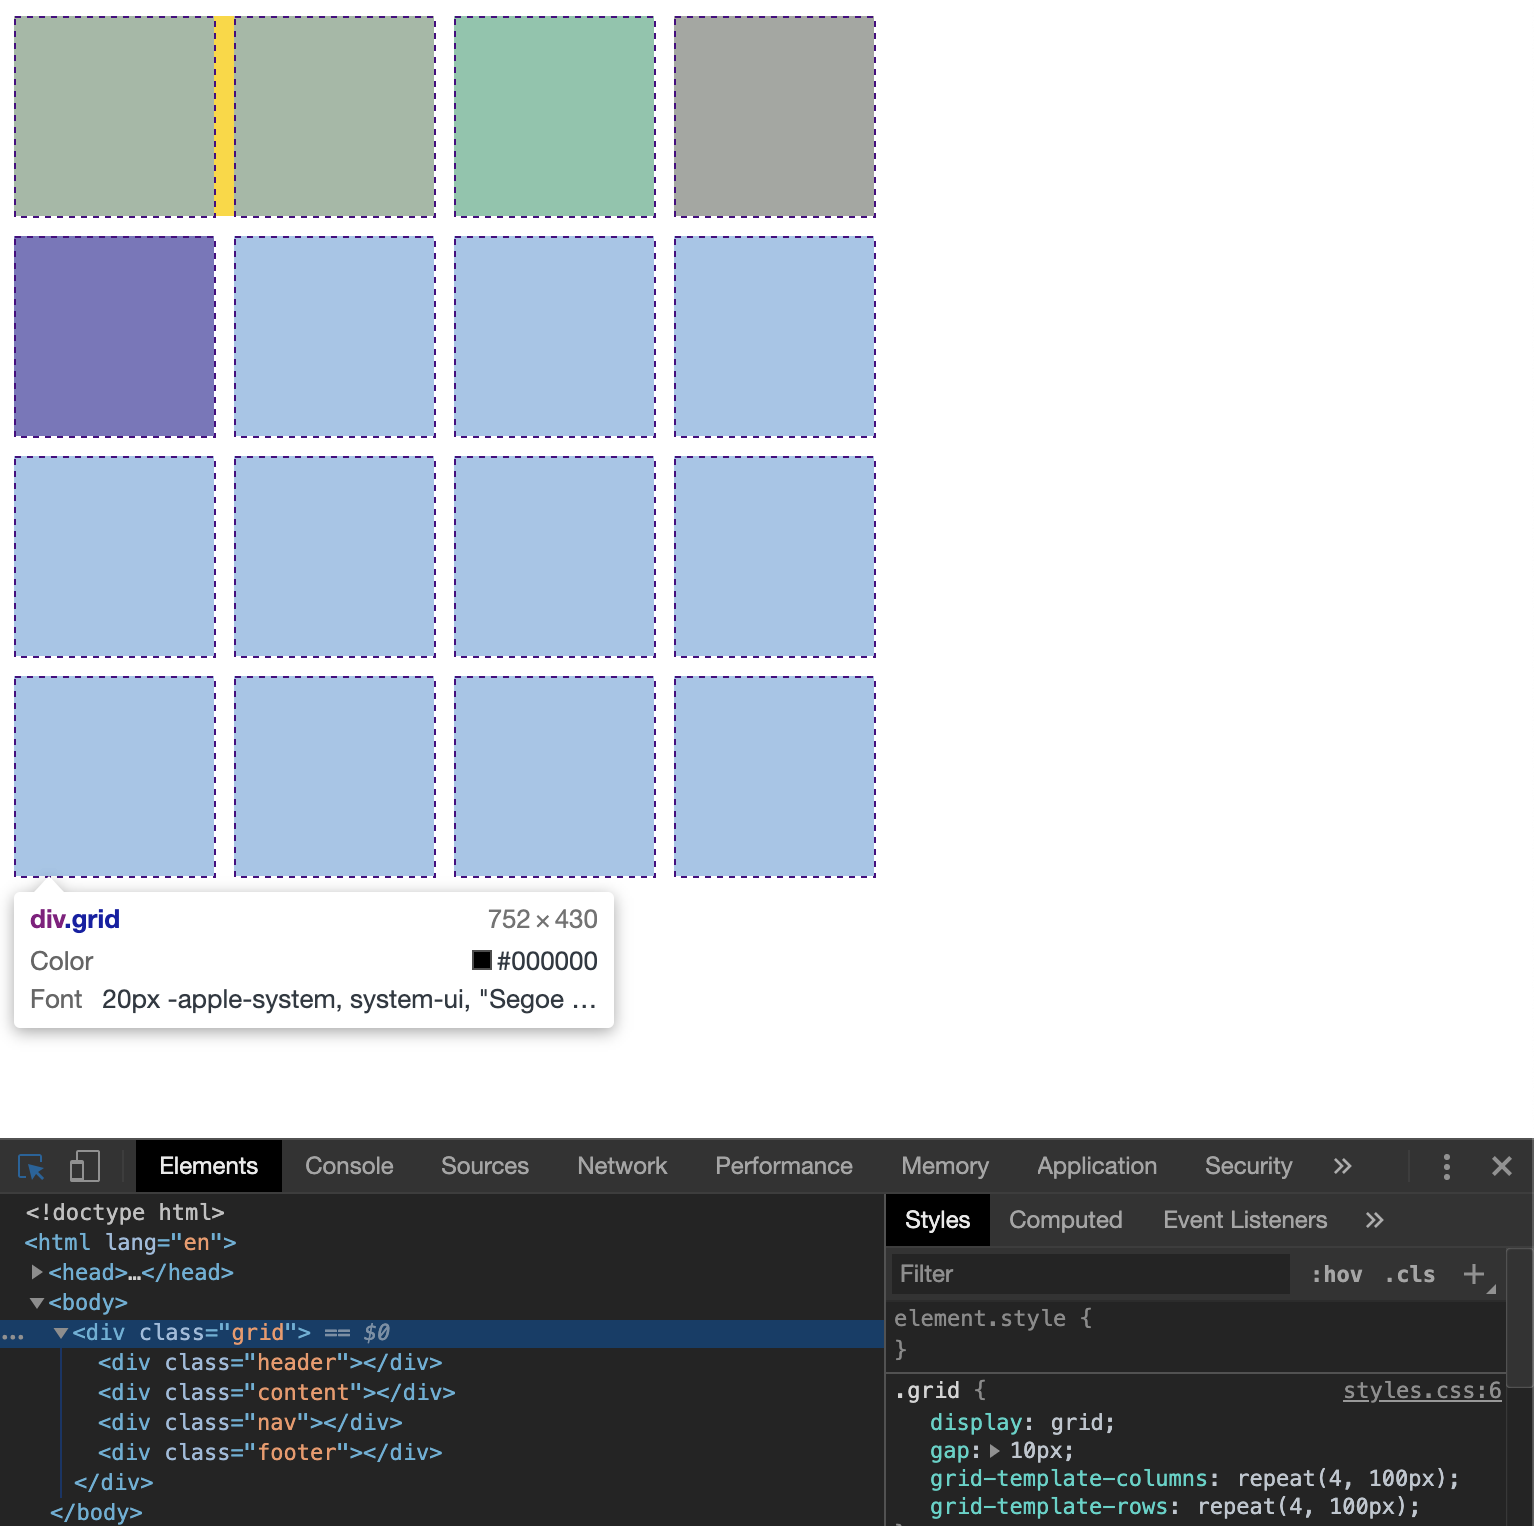 div.grid 752 × 430
Color #000000
Font 20px -apple-system, system-ui, "Segoe …
Elements Console Sources Network Performance Memory Application Security »
<!doctype html>
<html lang="en">
<head>…</head>
<body>
… <div class="grid"> == $0
<div class="header"></div>
<div class="content"></div>
<div class="nav"></div>
<div class="footer"></div>
</div>
</body>
Styles Computed Event Listeners »
Filter :hov .cls +
element.style {
}
.grid { styles.css:6
display: grid;
gap: 10px;
grid-template-columns: repeat(4, 100px);
grid-template-rows: repeat(4, 100px);